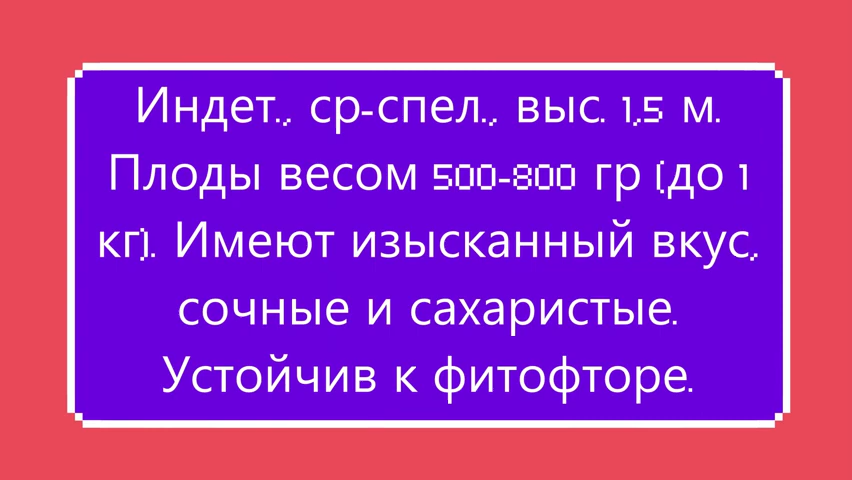 Индет., ср-спел., выс. 1,5 м.
Плоды весом 500-800 гр (до 1
кг). Имеют изысканный вкус,
сочные и сахаристые.
Устойчив к фитофторе.